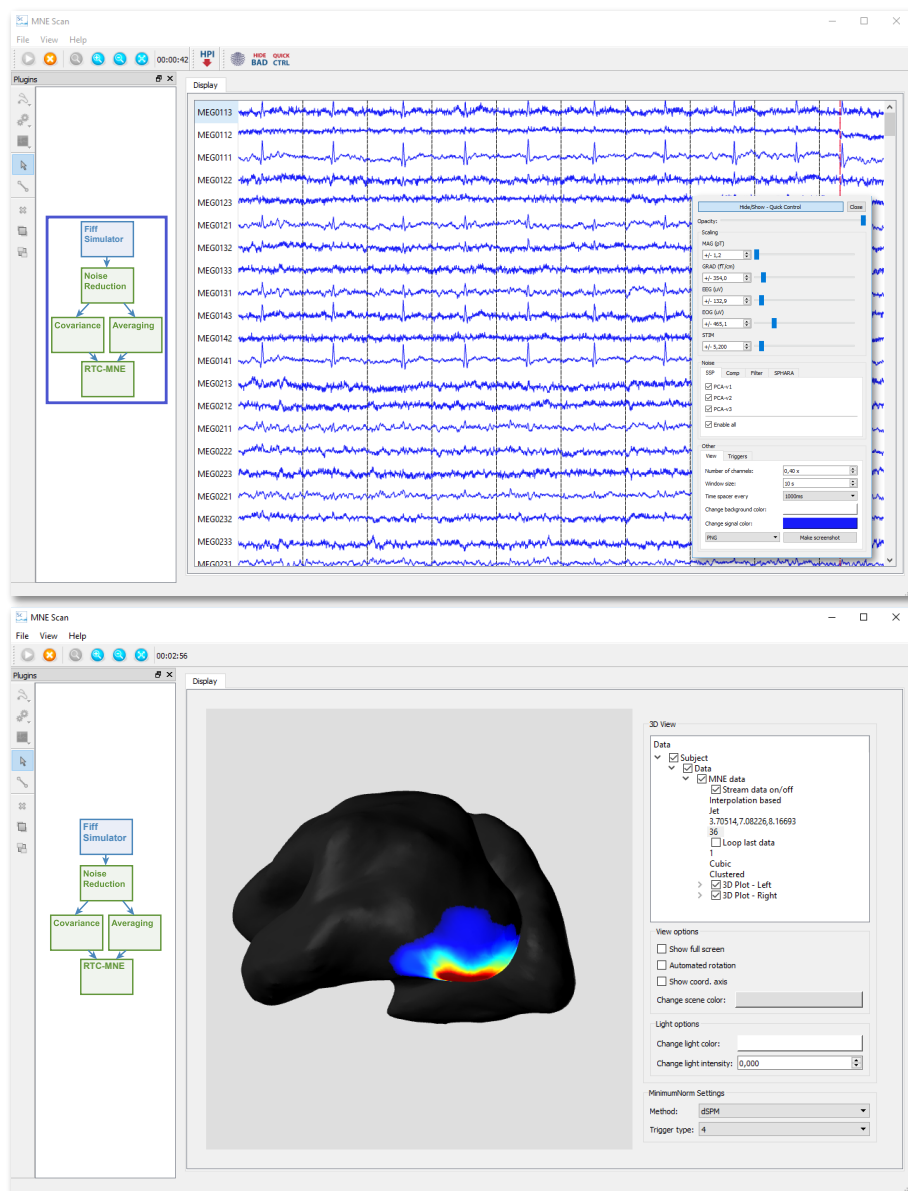 MNE Scan
File View Help
00:00:42 HPI HIDE BAD QUICK CTRL
Plugins
Display
Fiff
Simulator
Noise
Reduction
Covariance Averaging
RTC-MNE
MEG0113
MEG0112
MEG0111
MEG0122
MEG0123
MEG0121
MEG0132
MEG0133
MEG0131
MEG0143
MEG0142
MEG0141
MEG0213
MEG0212
MEG0211
MEG0222
MEG0223
MEG0221
MEG0232
MEG0233
MEG0231
Hide/Show - Quick Control Close
Opacity:
Scaling
MAG (pT)
+/- 1,2
GRAD (fT/cm)
+/- 354,0
EEG (uV)
+/- 132,9
EOG (uV)
+/- 465,1
STIM
+/- 5,200
Noise
SSP Comp Filter SPHARA
PCA-v1
PCA-v2
PCA-v3
Enable all
Other
View Triggers
Number of channels: 0,40 x
Window size: 10 s
Time spacer every 1000ms
Change background color:
Change signal color:
PNG Make screenshot
MNE Scan
File View Help
00:02:56
Plugins
Display
Fiff
Simulator
Noise
Reduction
Covariance Averaging
RTC-MNE
3D View
Data
Subject
Data
MNE data
Stream data on/off
Interpolation based
Jet
3.70514,7.08226,8.16693
36
Loop last data
1
Cubic
Clustered
3D Plot - Left
3D Plot - Right
View options
Show full screen
Automated rotation
Show coord. axis
Change scene color:
Light options
Change light color:
Change light intensity: 0,000
MinimumNorm Settings
Method: dSPM
Trigger type: 4